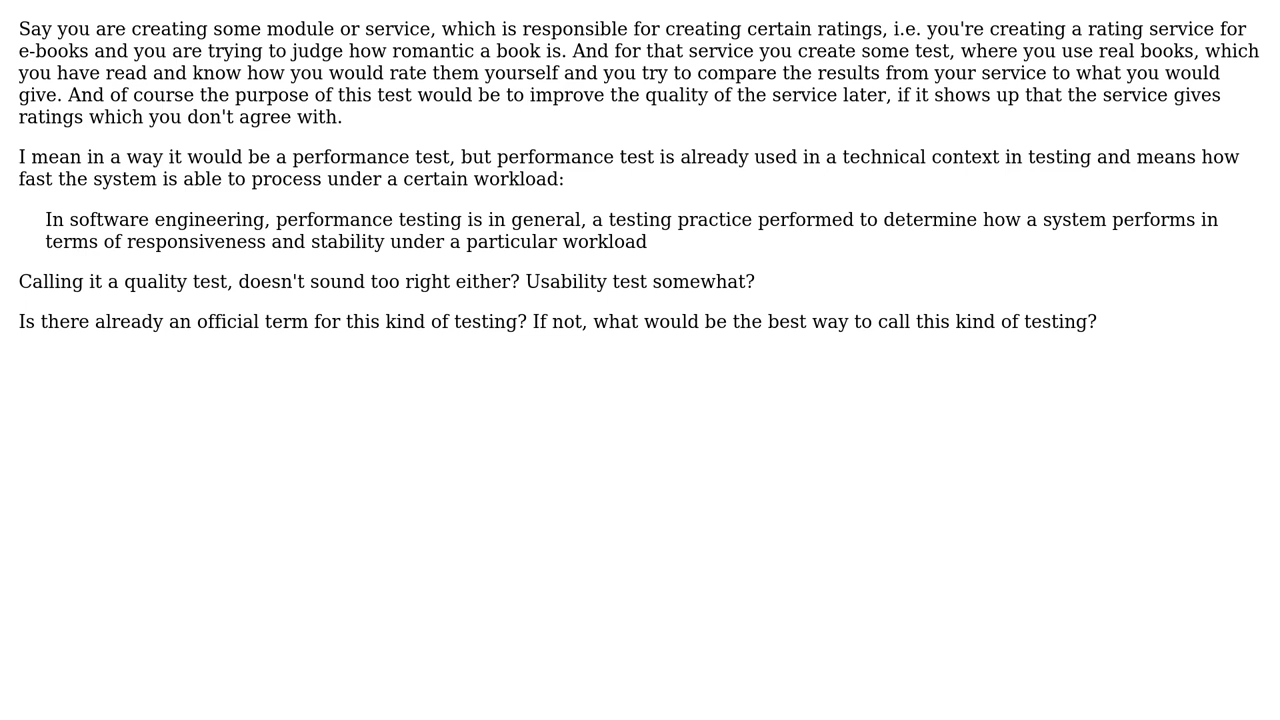 Say you are creating some module or service, which is responsible for creating certain ratings, i.e. you're creating a rating service for
e-books and you are trying to judge how romantic a book is. And for that service you create some test, where you use real books, which
you have read and know how you would rate them yourself and you try to compare the results from your service to what you would
give. And of course the purpose of this test would be to improve the quality of the service later, if it shows up that the service gives
ratings which you don't agree with.
I mean in a way it would be a performance test, but performance test is already used in a technical context in testing and means how
fast the system is able to process under a certain workload:
In software engineering, performance testing is in general, a testing practice performed to determine how a system performs in
terms of responsiveness and stability under a particular workload
Calling it a quality test, doesn't sound too right either? Usability test somewhat?
Is there already an official term for this kind of testing? If not, what would be the best way to call this kind of testing?